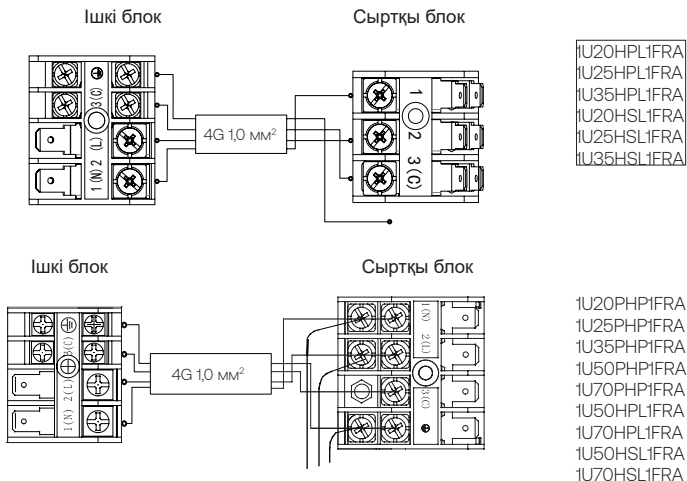 Ішкі блок
Сыртқы блок
3(C)
1(N) 2 (L)
4G 1,0 мм²
1
2
3 (C)
1U20HPL1FRA
1U25HPL1FRA
1U35HPL1FRA
1U20HSL1FRA
1U25HSL1FRA
1U35HSL1FRA
Ішкі блок
Сыртқы блок
3(C)
1(N) 2(L)
4G 1,0 мм²
1(N)
2(L)
3(C)
1U20PHP1FRA
1U25PHP1FRA
1U35PHP1FRA
1U50PHP1FRA
1U70PHP1FRA
1U50HPL1FRA
1U70HPL1FRA
1U50HSL1FRA
1U70HSL1FRA